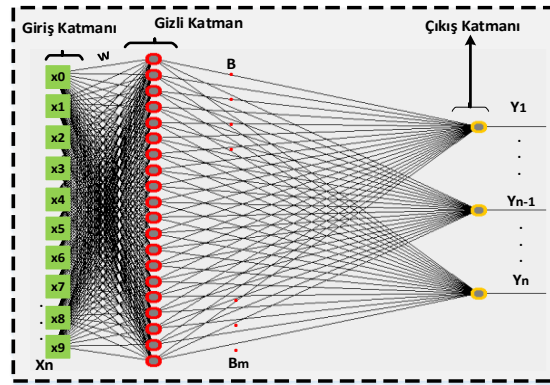 Giriş Katmanı
w
Gizli Katman
B
Çıkış Katmanı
x0
x1
x2
x3
x4
x5
x6
x7
x8
x9
Xn
Bm
Y1
Yn-1
Yn